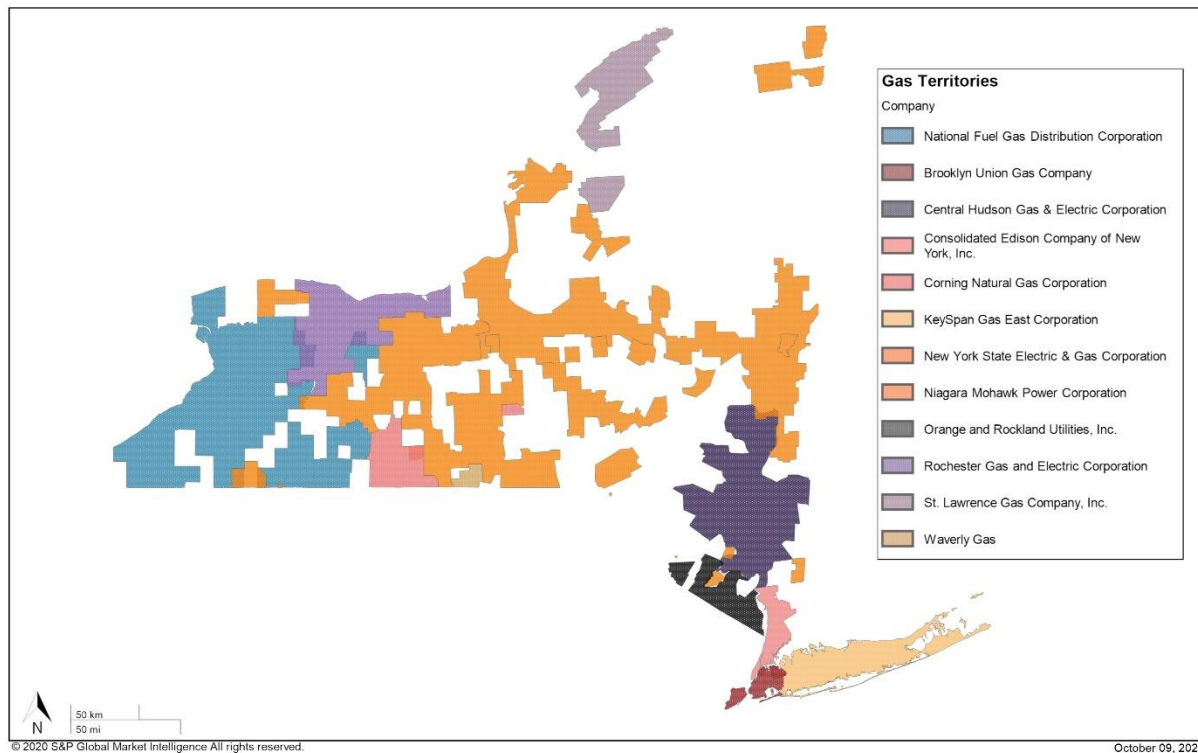 Gas Territories
Company
National Fuel Gas Distribution Corporation
Brooklyn Union Gas Company
Central Hudson Gas & Electric Corporation
Consolidated Edison Company of New
York, Inc.
Corning Natural Gas Corporation
KeySpan Gas East Corporation
New York State Electric & Gas Corporation
Niagara Mohawk Power Corporation
Orange and Rockland Utilities, Inc.
Rochester Gas and Electric Corporation
St. Lawrence Gas Company, Inc.
Waverly Gas
N
50 km
50 mi
© 2020 S&P Global Market Intelligence All rights reserved.
October 09, 202